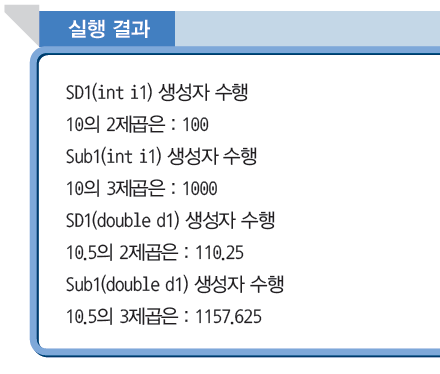 실행 결과
SD1(int i1) 생성자 수행
10의 2제곱은 : 100
Sub1(int i1) 생성자 수행
10의 3제곱은 : 1000
SD1(double d1) 생성자 수행
10.5의 2제곱은 : 110.25
Sub1(double d1) 생성자 수행
10.5의 3제곱은 : 1157.625